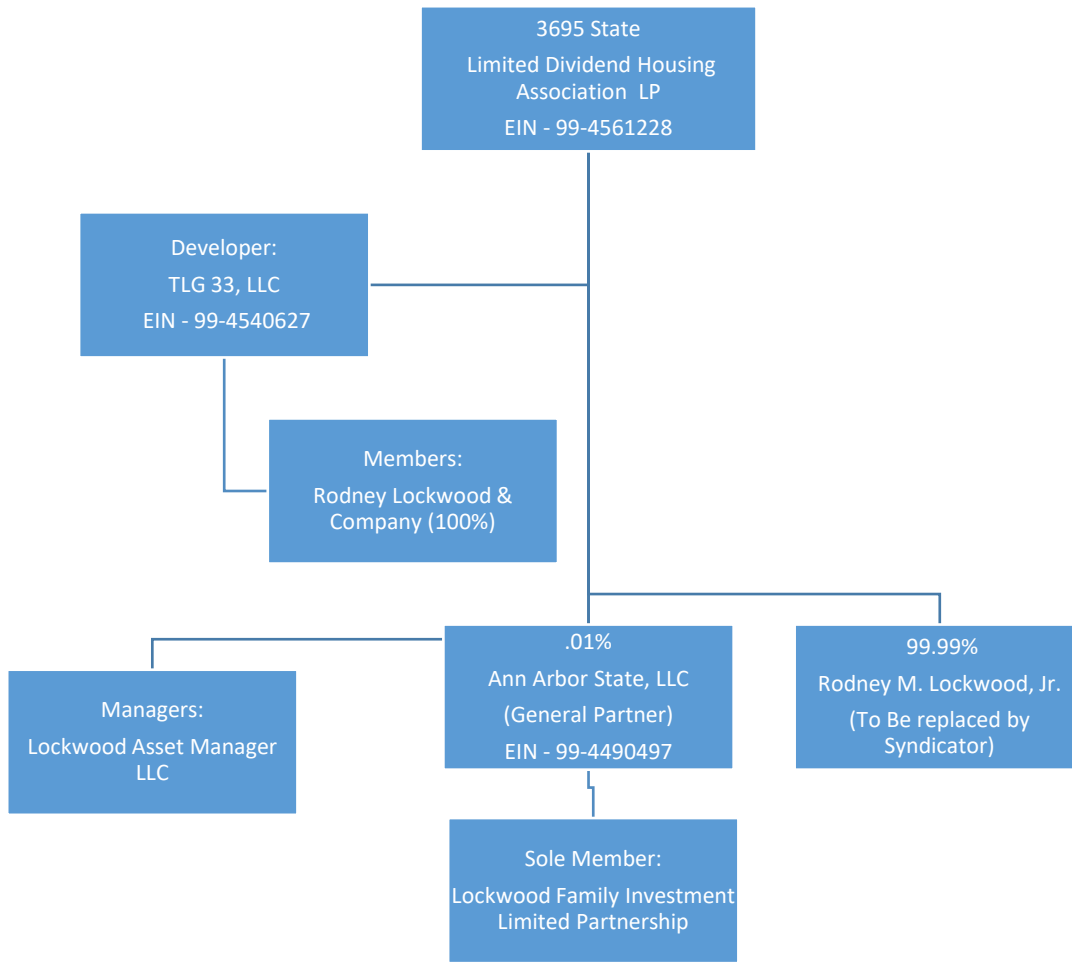 3695 State
Limited Dividend Housing
Association LP
EIN - 99-4561228
Developer:
TLG 33, LLC
EIN - 99-4540627
Members:
Rodney Lockwood &
Company (100%)
Managers:
Lockwood Asset Manager
LLC
.01%
Ann Arbor State, LLC
(General Partner)
EIN - 99-4490497
99.99%
Rodney M. Lockwood, Jr.
(To Be replaced by
Syndicator)
Sole Member:
Lockwood Family Investment
Limited Partnership